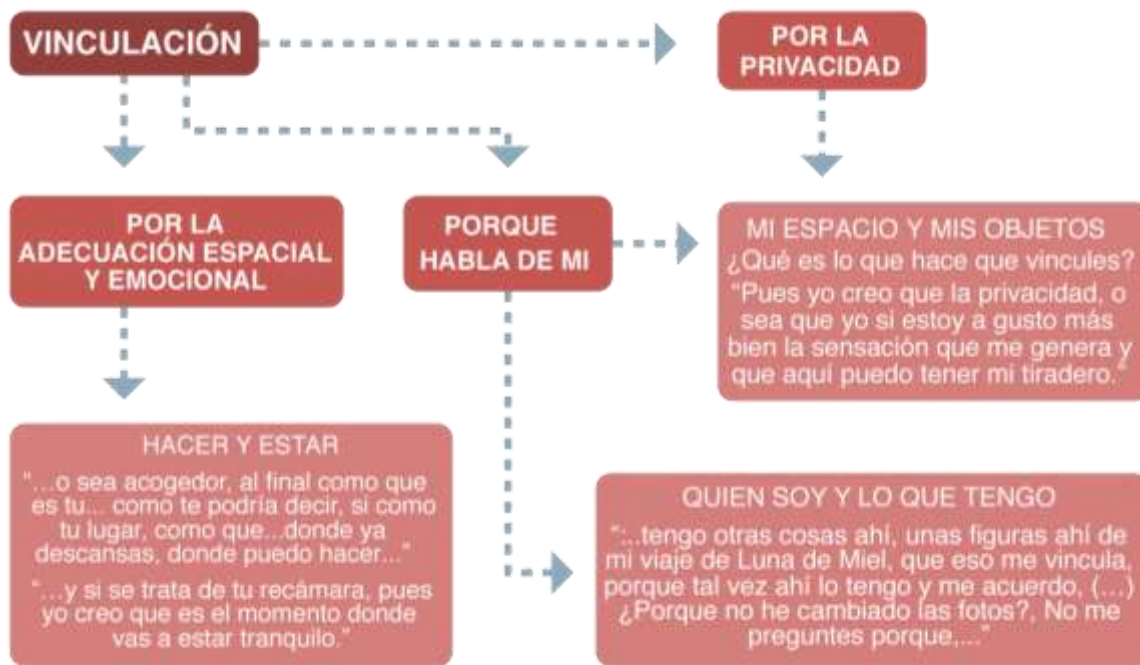 VINCULACIÓN
POR LA
PRIVACIDAD
POR LA
ADECUACIÓN ESPACIAL
Y EMOCIONAL
PORQUE
HABLA DE MI
MI ESPACIO Y MIS OBJETOS
¿Qué es lo que hace que vincules?
“Pues yo creo que la privacidad, o
sea que yo si estoy a gusto más
bien la sensación que me genera y
que aquí puedo tener mi tiradero.”
HACER Y ESTAR
“...o sea acogedor, al final como que
es tu... como te podría decir, si como
tu lugar, como que...donde ya
descansas, donde puedo hacer...”
“...y si se trata de tu recámara, pues
yo creo que es el momento donde
vas a estar tranquilo.”
QUIEN SOY Y LO QUE TENGO
“:..tengo otras cosas ahí, unas figuras ahí de
mi viaje de Luna de Miel, que eso me vincula,
porque tal vez ahí lo tengo y me acuerdo, (...)
¿Porque no he cambiado las fotos?, No me
preguntes porque,...”